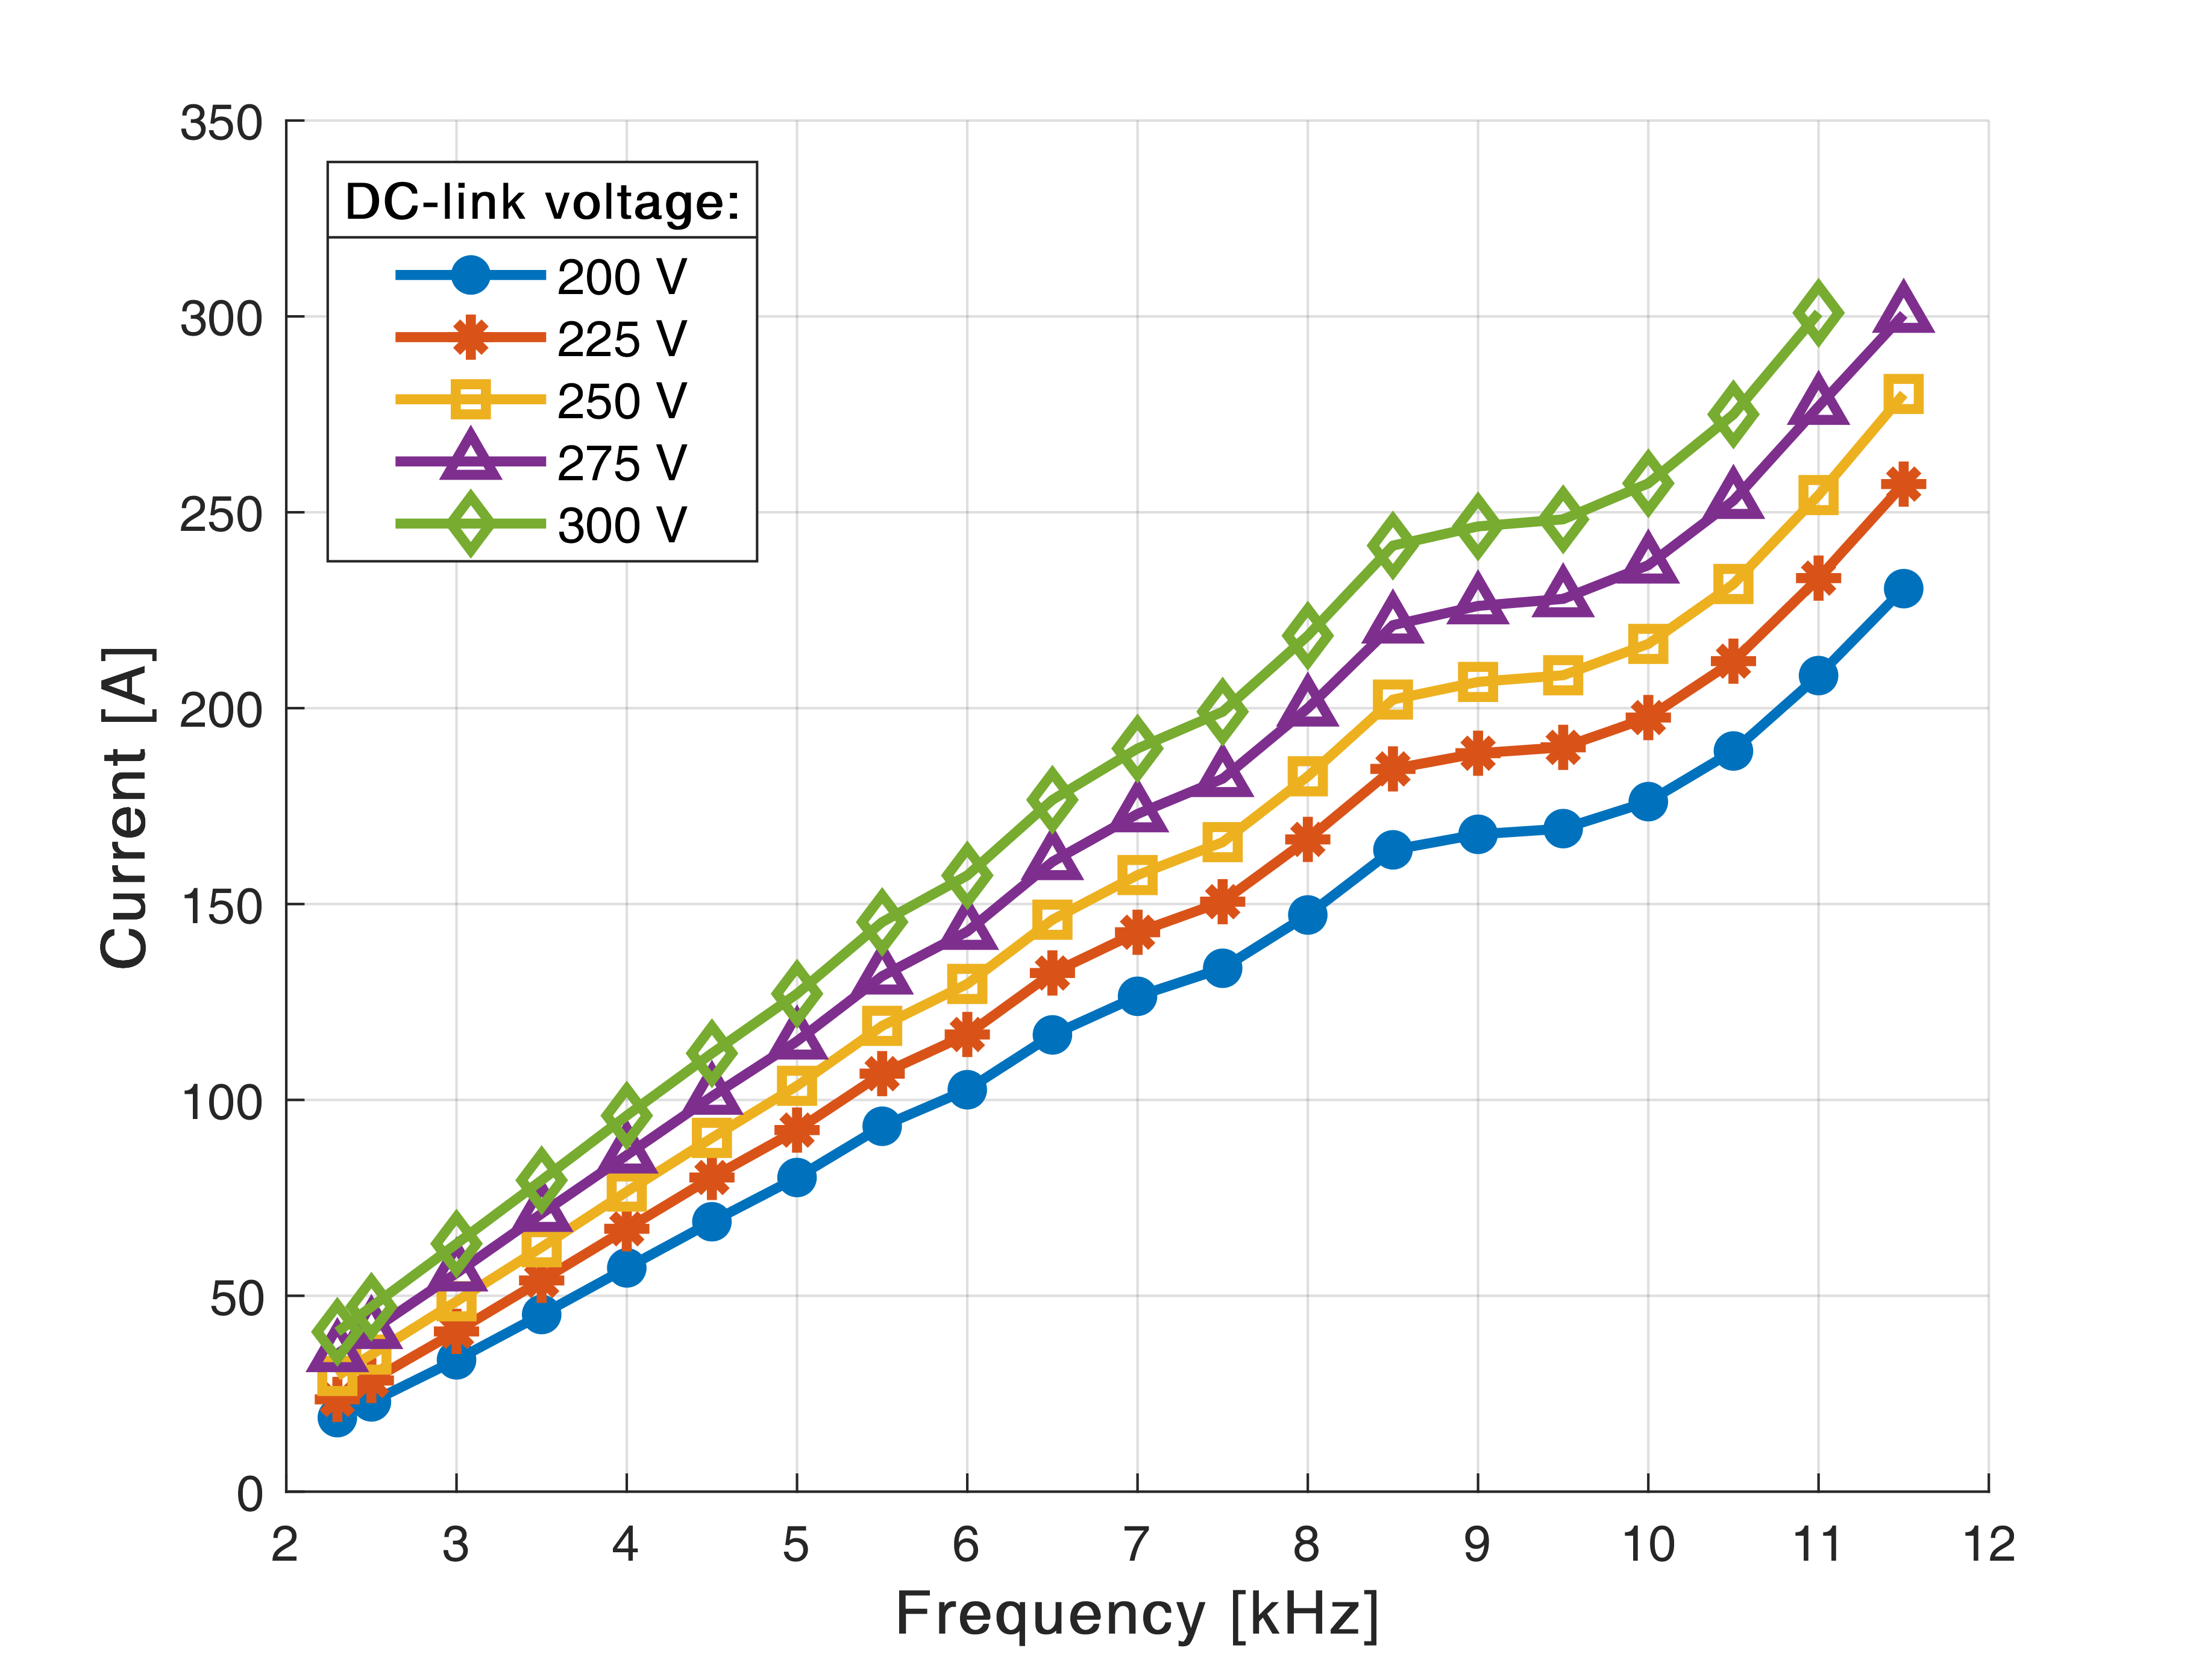 350
300
250
200
150
100
50
0
Current [A]
DC-link voltage:
200 V
225 V
250 V
275 V
300 V
2 3 4 5 6 7 8 9 10 11 12
Frequency [kHz]